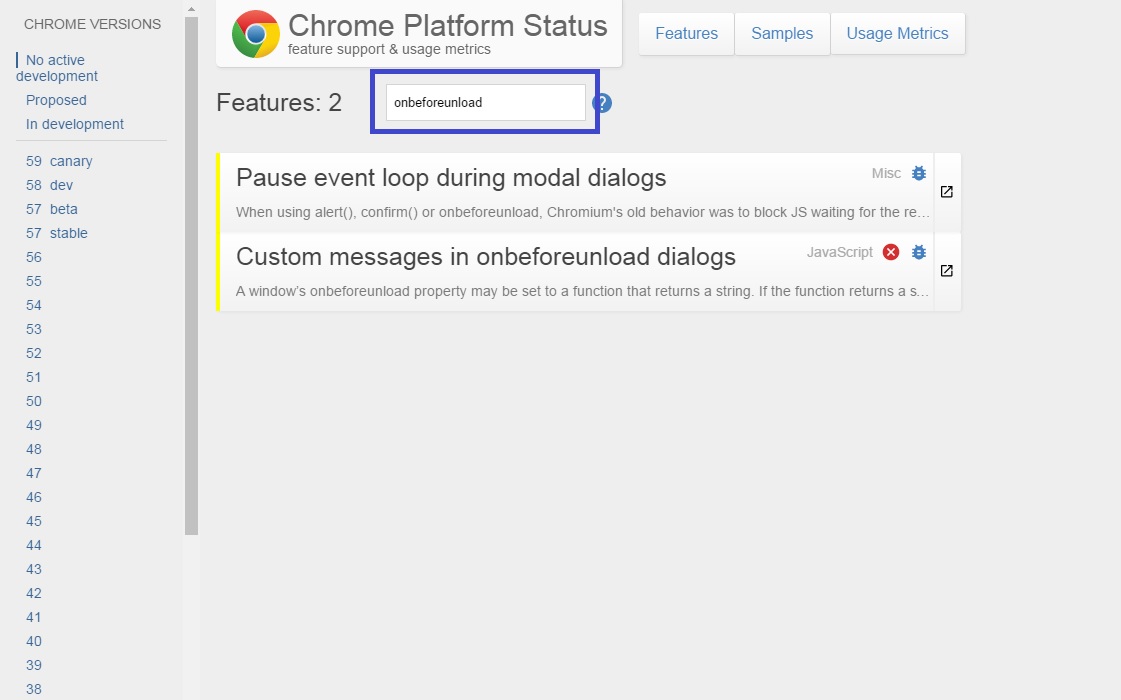 CHROME VERSIONS
No active
development
Proposed
In development
59 canary
58 dev
57 beta
57 stable
56
55
54
53
52
51
50
49
48
47
46
45
44
43
42
41
40
39
38
Chrome Platform Status
feature support & usage metrics
Features
Samples
Usage Metrics
Features: 2
onbeforeunload
?
Pause event loop during modal dialogs
Misc
When using alert(), confirm() or onbeforeunload, Chromium's old behavior was to block JS waiting for the re…
Custom messages in onbeforeunload dialogs
JavaScript
A window’s onbeforeunload property may be set to a function that returns a string. If the function returns a s…